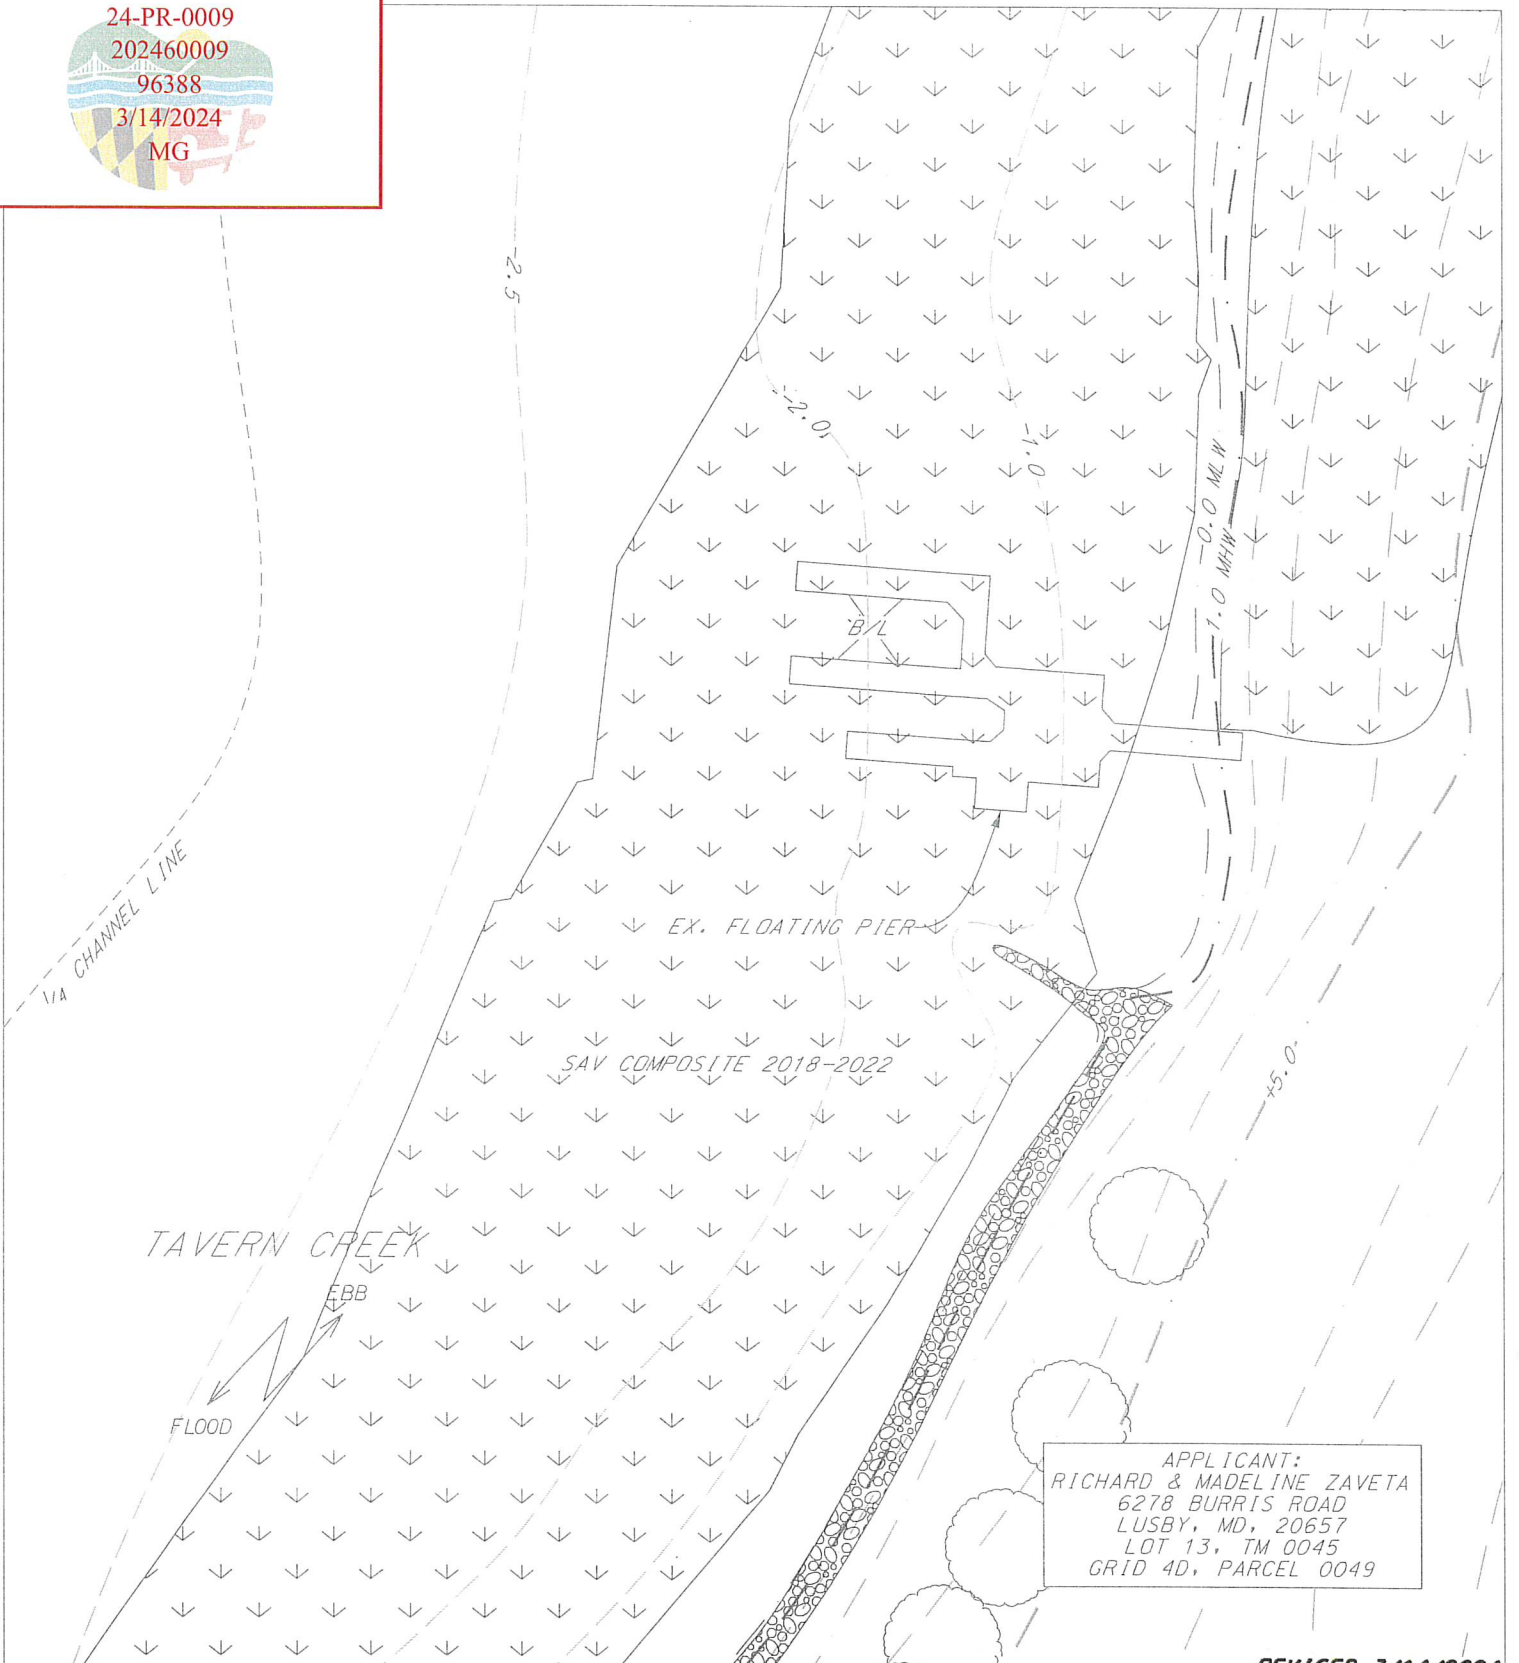 24-PR-0009
202460009
96388
3/14/2024
MG
-2.5
-2.0
-1.0
-0.0 MLW
1.0 MHW
B/L
CHANNEL LINE
EX. FLOATING PIER
SAV COMPOSITE 2018-2022
+5.0
TAVERN CREEK
EBB
FLOOD
APPLICANT:
RICHARD & MADELINE ZAVETA
6278 BURRIS ROAD
LUSBY, MD, 20657
LOT 13, TM 0045
GRID 4D, PARCEL 0049